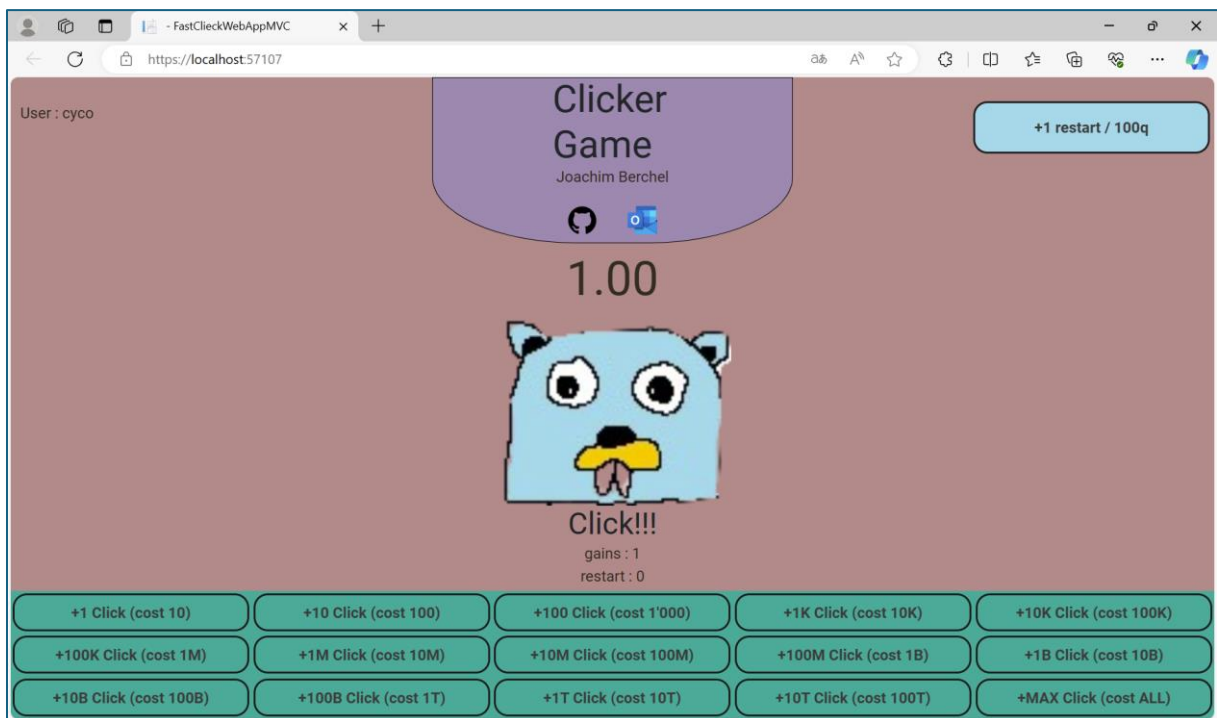 - FastClieckWebAppMVC
https://localhost:57107
User : cyco
Clicker
Game
Joachim Berchel
+1 restart / 100q
1.00
Click!!!
gains : 1
restart : 0
+1 Click (cost 10)
+10 Click (cost 100)
+100 Click (cost 1'000)
+1K Click (cost 10K)
+10K Click (cost 100K)
+100K Click (cost 1M)
+1M Click (cost 10M)
+10M Click (cost 100M)
+100M Click (cost 1B)
+1B Click (cost 10B)
+10B Click (cost 100B)
+100B Click (cost 1T)
+1T Click (cost 10T)
+10T Click (cost 100T)
+MAX Click (cost ALL)